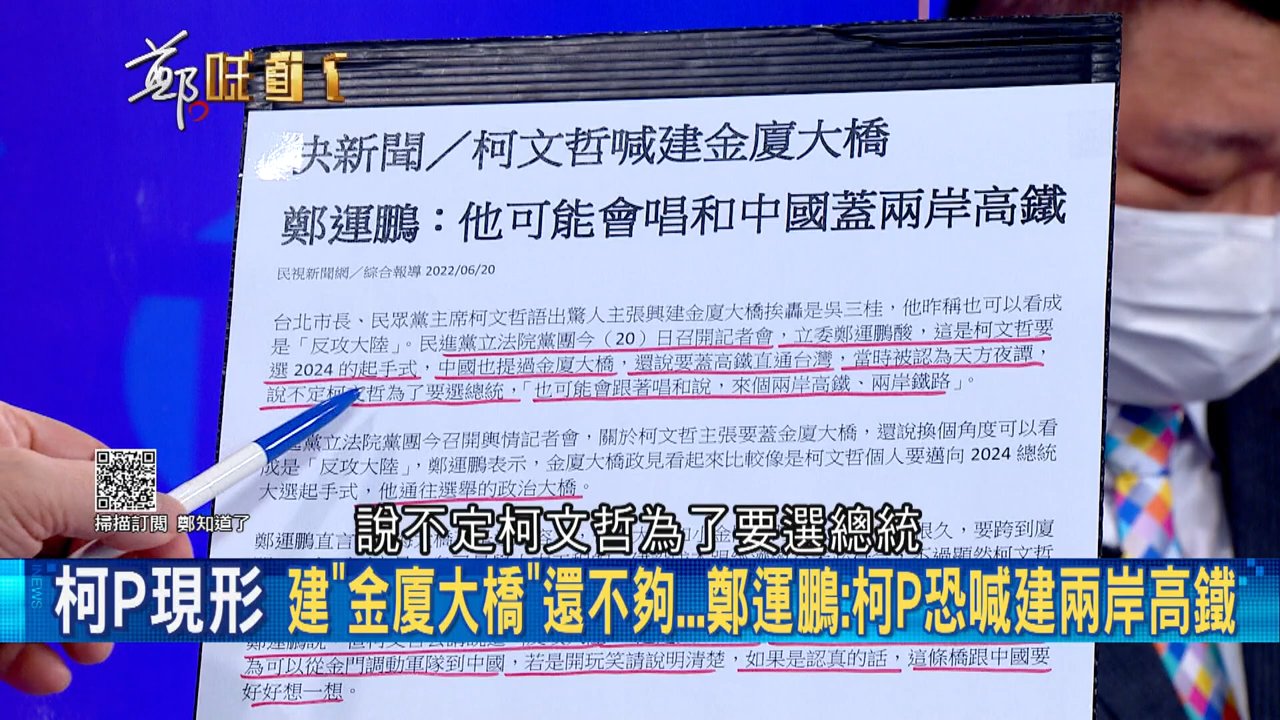 鄭
快新聞／柯文哲喊建金廈大橋
鄭運鵬：他可能會唱和中國蓋兩岸高鐵
民視新聞網／綜合報導 2022/06/20
台北市長、民眾黨主席柯文哲語出驚人主張興建金廈大橋挨轟是吳三桂，他昨稱也可以看成
是「反攻大陸」。民進黨立法院黨團今（20）日召開記者會，立委鄭運鵬酸，這是柯文哲要
選 2024 的起手式，中國也提過金廈大橋，還說要蓋高鐵直通台灣，當時被認為天方夜譚，
說不定柯文哲為了要選總統，「也可能會跟著唱和說，來個兩岸高鐵、兩岸鐵路」。
進黨立法院黨團今召開輿情記者會，關於柯文哲主張要蓋金廈大橋，還說換個角度可以看
成是「反攻大陸」，鄭運鵬表示，金廈大橋政見看起來比較像是柯文哲個人要邁向 2024 總統
大選起手式，他通往選舉的政治大橋。
掃描訂閱 鄭知道了
說不定柯文哲為了要選總統
鄭運鵬直言
很久，要跨到廈
NEWS
柯P現形 建"金廈大橋"還不夠...鄭運鵬:柯P恐喊建兩岸高鐵
為可以從金門調動軍隊到中國，若是開玩笑請說明清楚，如果是認真的話，這條橋跟中國要
好好想一想。